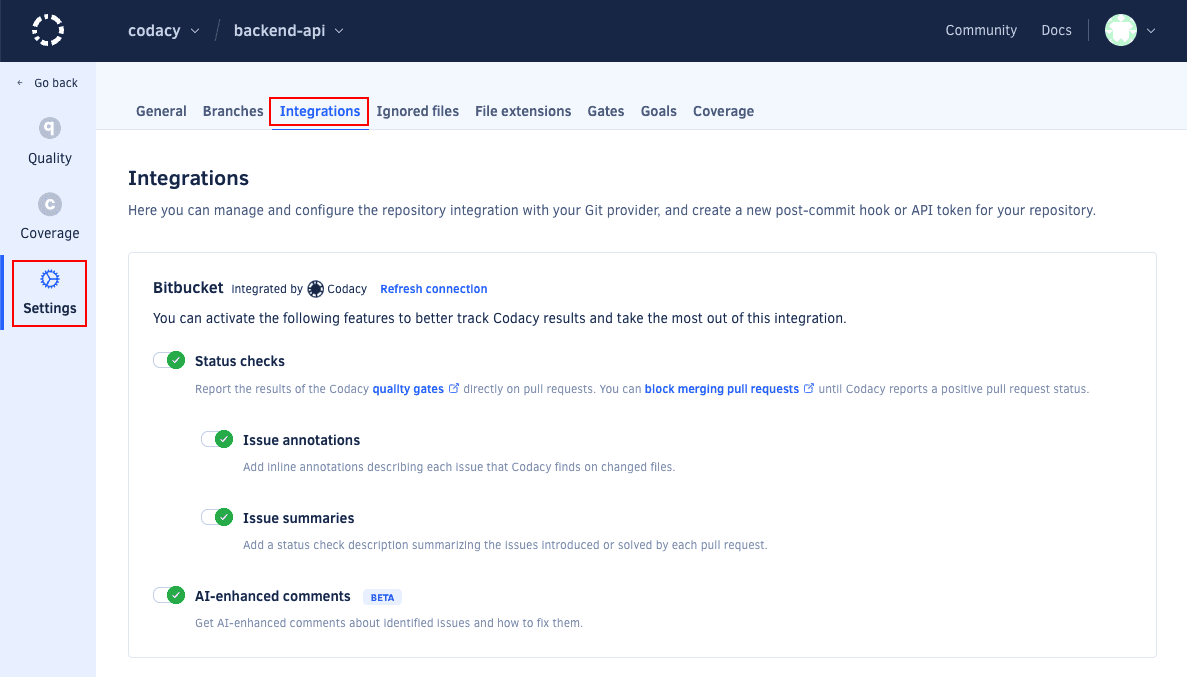 codacy / backend-api
Community Docs
Go back
General Branches Integrations Ignored files File extensions Gates Goals Coverage
q
Quality
c
Coverage
Settings
Integrations
Here you can manage and configure the repository integration with your Git provider, and create a new post-commit hook or API token for your repository.
Bitbucket Integrated by Codacy Refresh connection
You can activate the following features to better track Codacy results and take the most out of this integration.
Status checks
Report the results of the Codacy quality gates directly on pull requests. You can block merging pull requests until Codacy reports a positive pull request status.
Issue annotations
Add inline annotations describing each issue that Codacy finds on changed files.
Issue summaries
Add a status check description summarizing the issues introduced or solved by each pull request.
AI-enhanced comments BETA
Get AI-enhanced comments about identified issues and how to fix them.